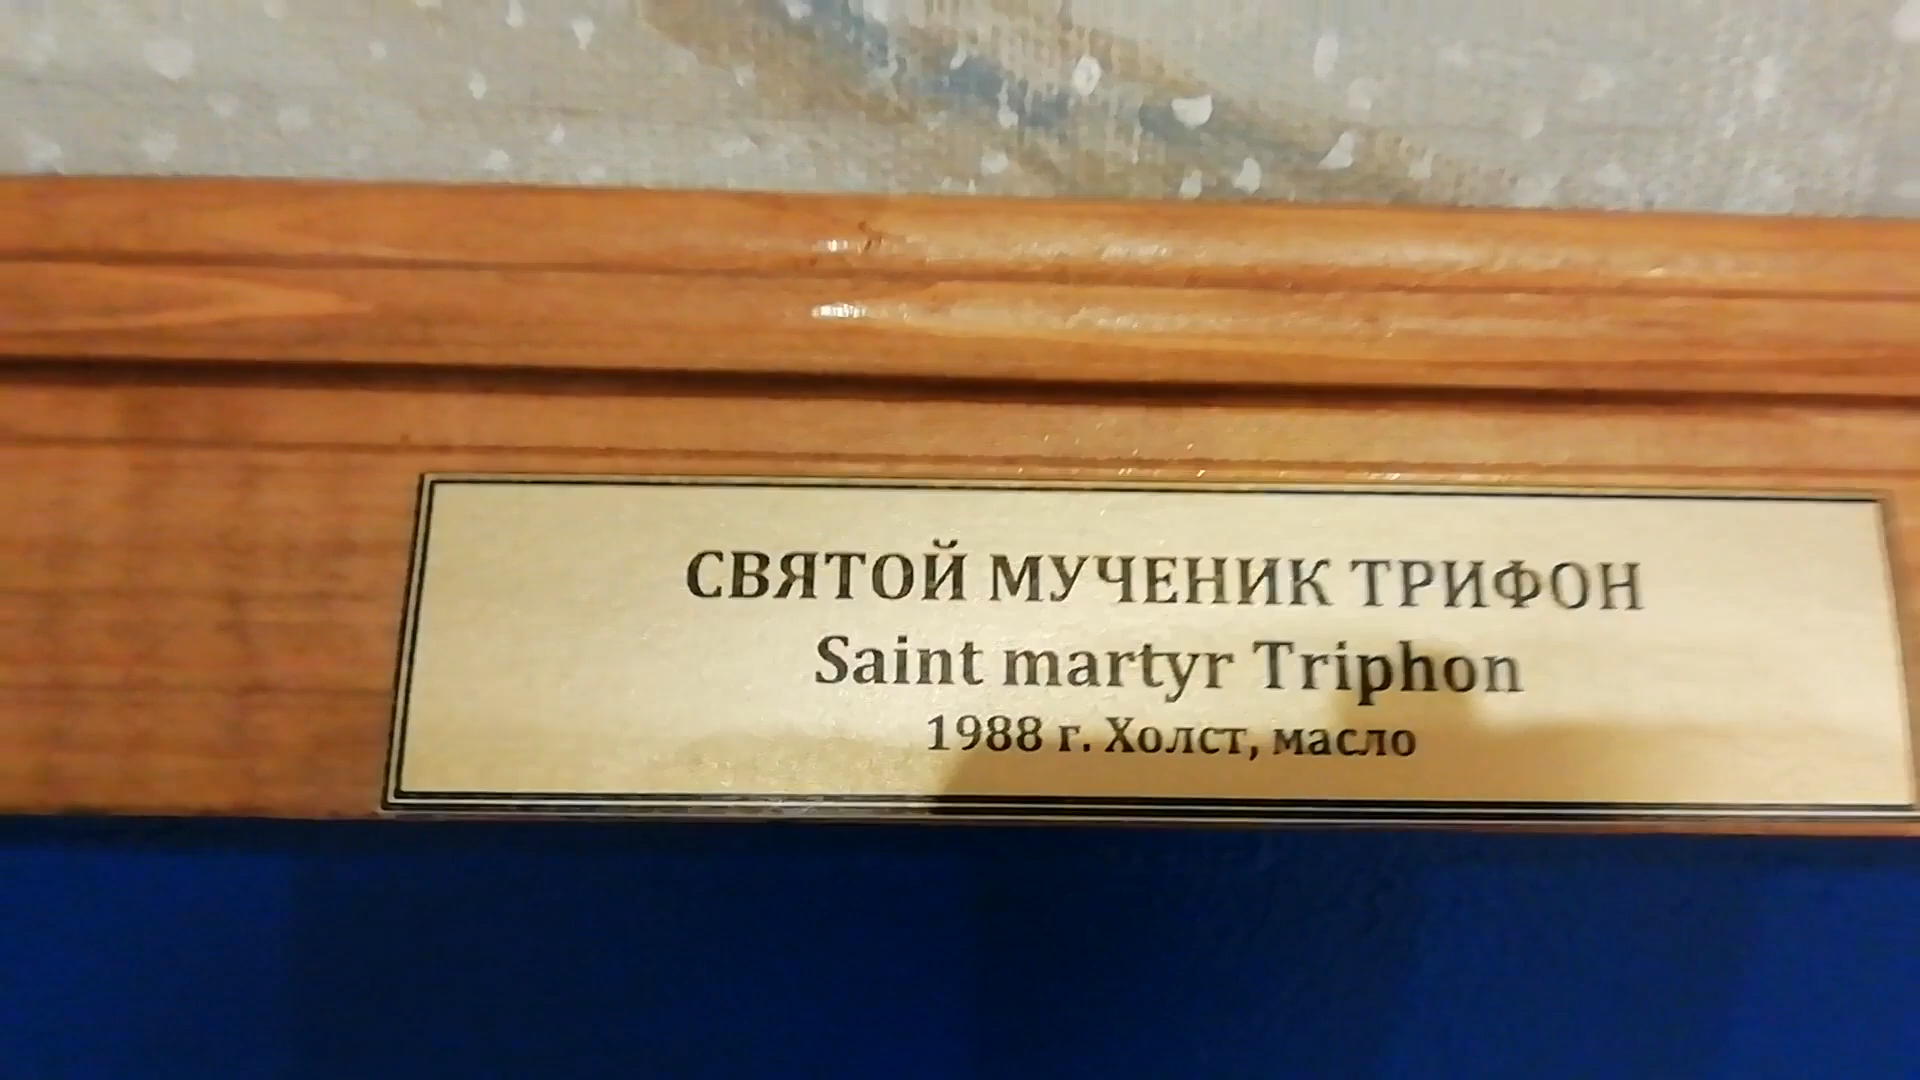 СВЯТОЙ МУЧЕНИК ТРИФОН
Saint martyr Triphon
1988 г. Холст, масло